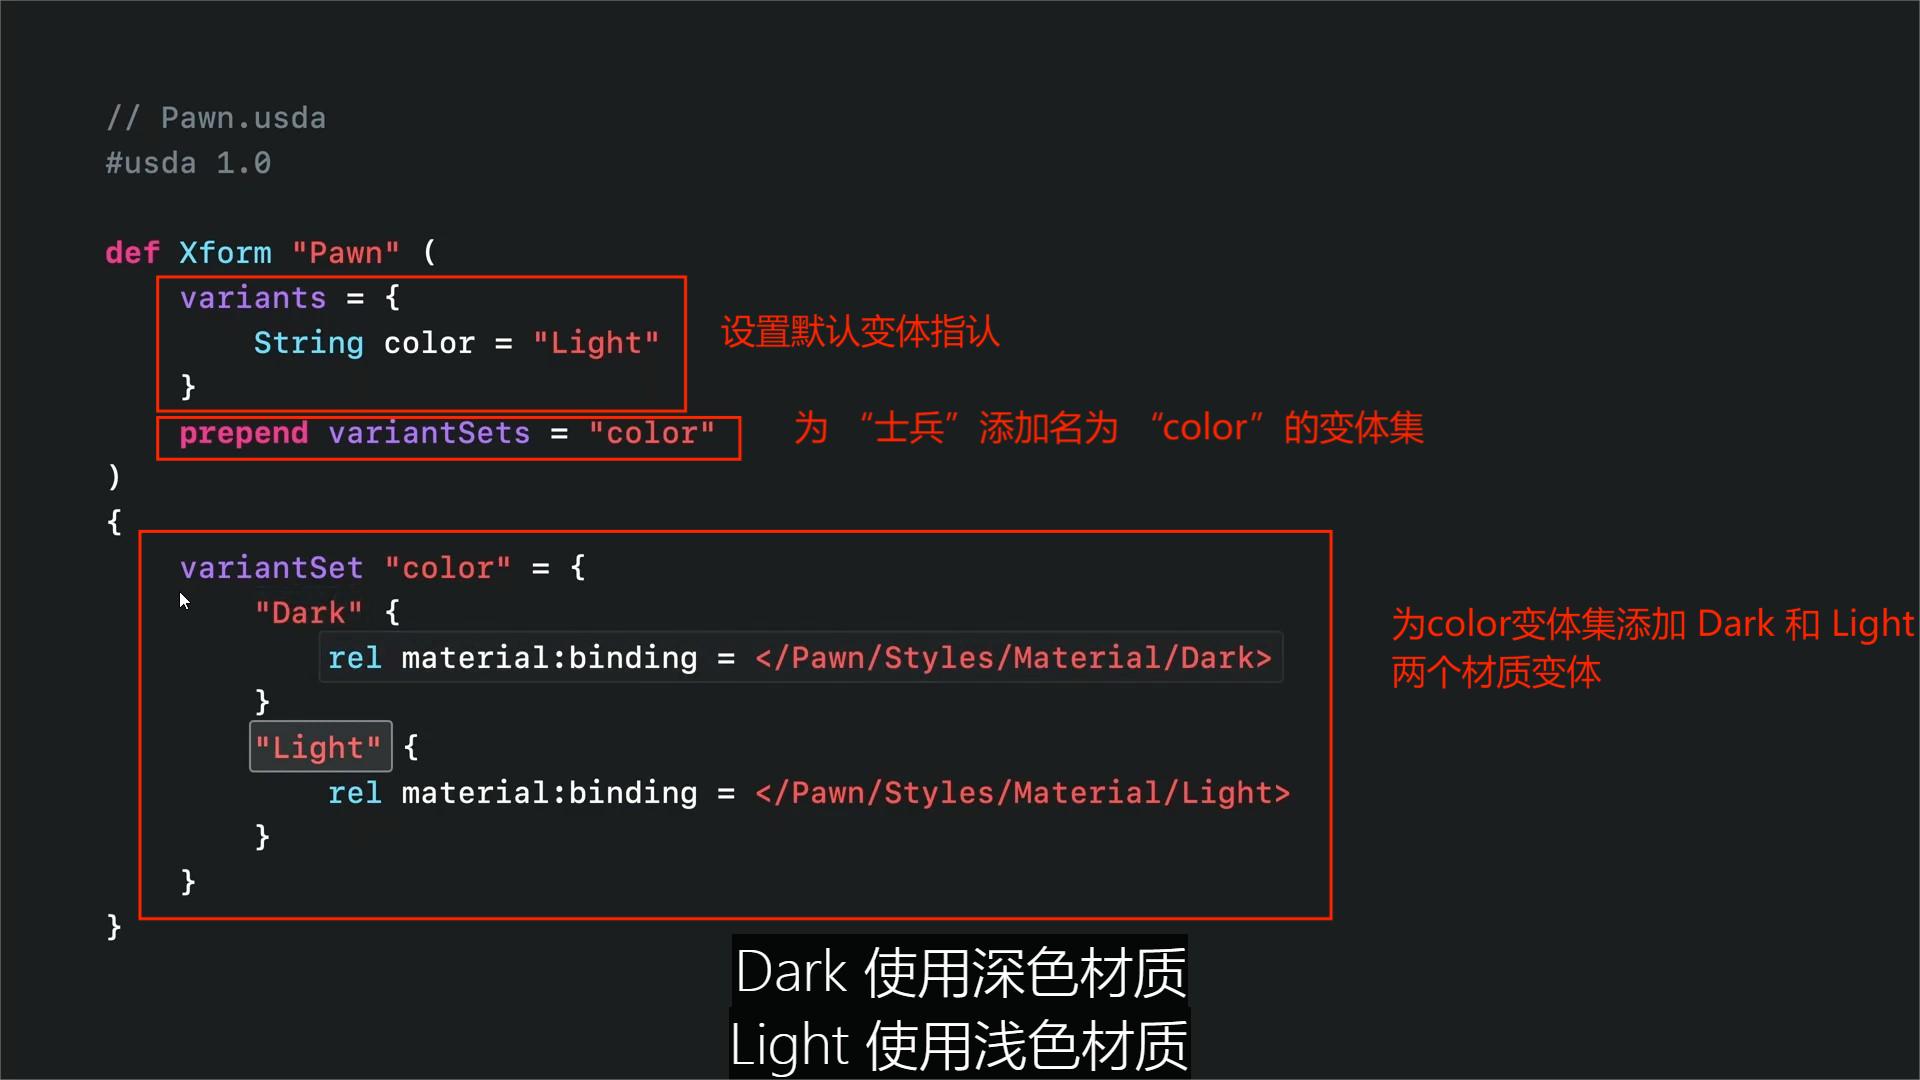 // Pawn.usda
#usda 1.0
def Xform "Pawn" (
variants = {
String color = "Light"
}
设置默认变体指认
prepend variantSets = "color"
为 “士兵” 添加名为 “color” 的变体集
)
{
variantSet "color" = {
"Dark" {
rel material:binding = </Pawn/Styles/Material/Dark>
}
"Light" {
rel material:binding = </Pawn/Styles/Material/Light>
}
}
}
为color变体集添加 Dark 和 Light
两个材质变体
Dark 使用深色材质
Light 使用浅色材质